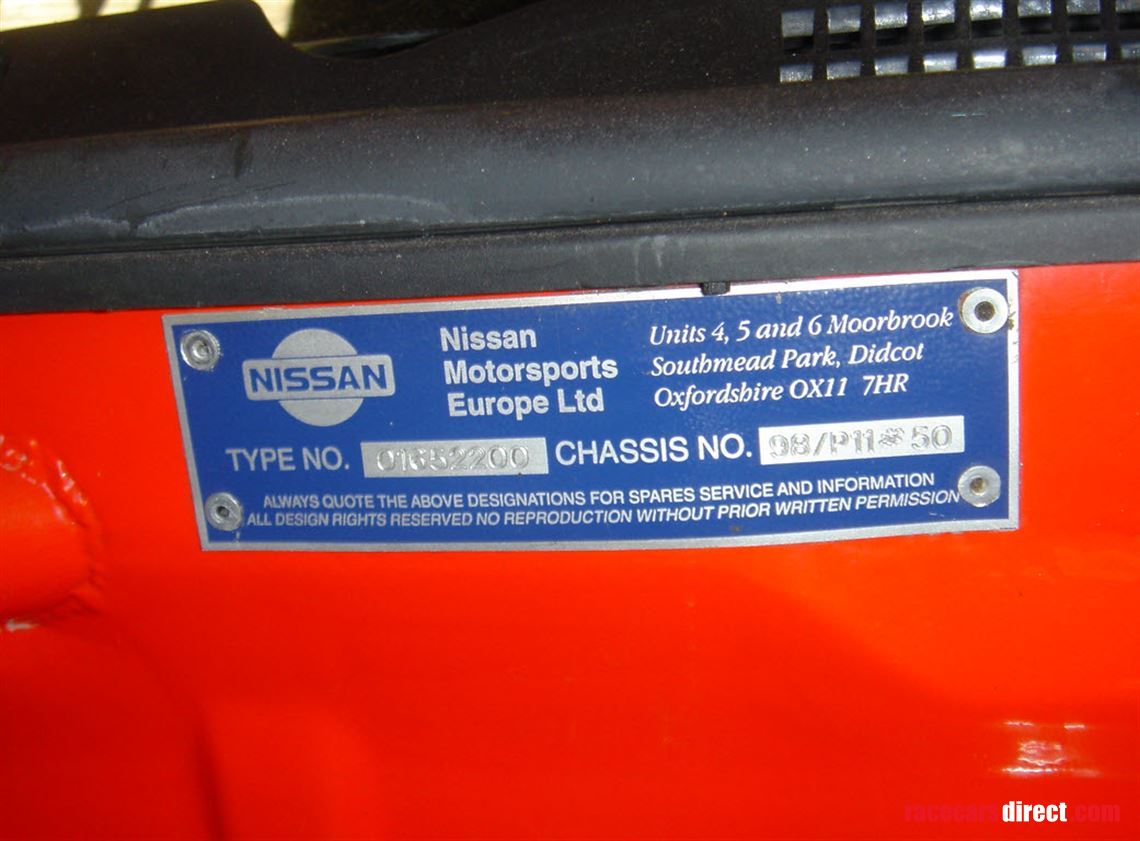 NISSAN
Nissan
Motorsports
Europe Ltd
Units 4, 5 and 6 Moorbrook
Southmead Park, Didcot
Oxfordshire OX11 7HR
TYPE NO. 01652200 CHASSIS NO. 98/P11*50
ALWAYS QUOTE THE ABOVE DESIGNATIONS FOR SPARES SERVICE AND INFORMATION
ALL DESIGN RIGHTS RESERVED NO REPRODUCTION WITHOUT PRIOR WRITTEN PERMISSION
racecarsdirect.com